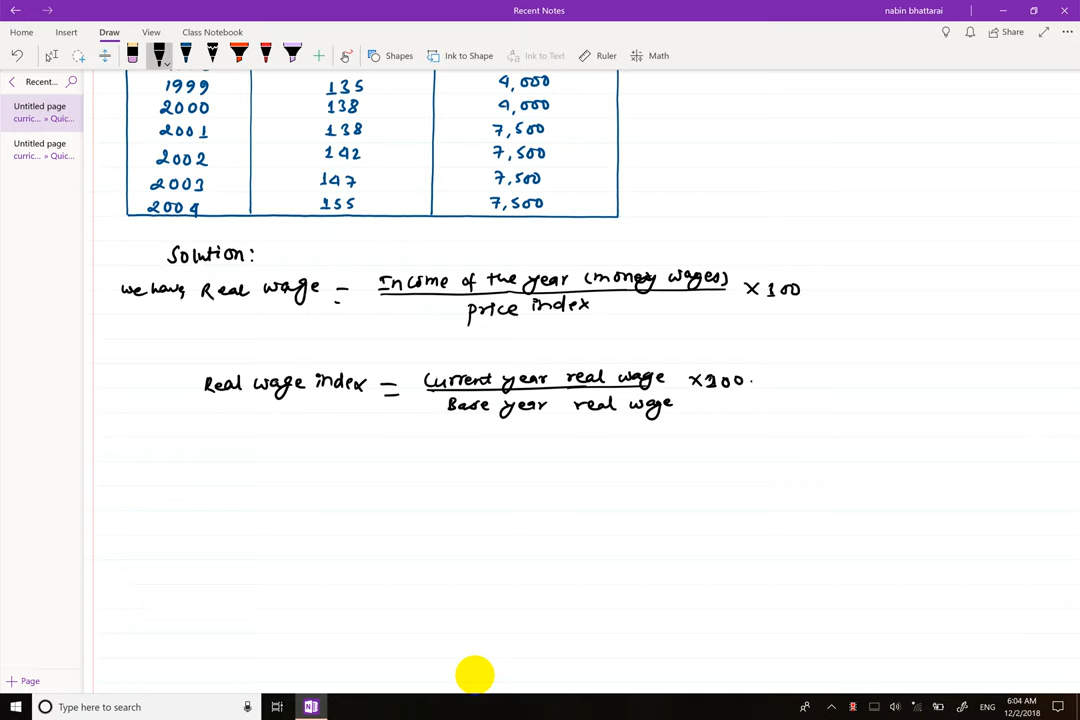 Recent Notes
nabin bhattarai
Home Insert Draw View Class Notebook
Share
Shapes Ink to Shape Ink to Text Ruler Math
Recent...
Untitled page
curric... » Quic...
Untitled page
curric... » Quic...
1999 135 4,000
2000 138 4,000
2001 138 7,500
2002 142 7,500
2003 147 7,500
2004 155 7,500
Solution:
We have, Real wage = Income of the year (money wages) / price index × 100
Real wage index = Current year real wage / Base year real wage × 100.
+ Page
Type here to search
ENG
6:04 AM
12/2/2018